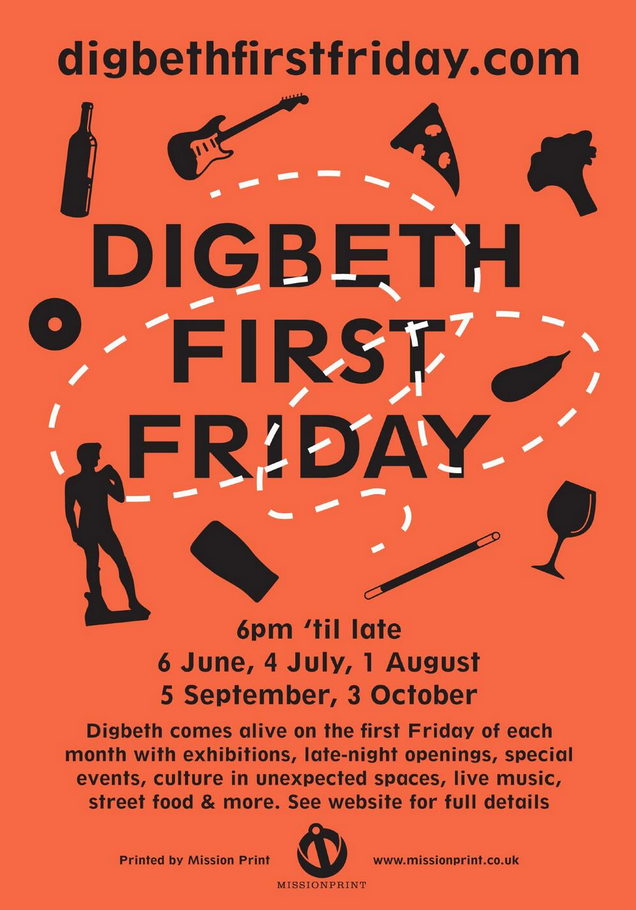 digbethfirstfriday.com
DIGBETH
FIRST
FRIDAY
6pm ‘til late
6 June, 4 July, 1 August
5 September, 3 October
Digbeth comes alive on the first Friday of each
month with exhibitions, late-night openings, special
events, culture in unexpected spaces, live music,
street food & more. See website for full details
Printed by Mission Print
www.missionprint.co.uk
MISSIONPRINT